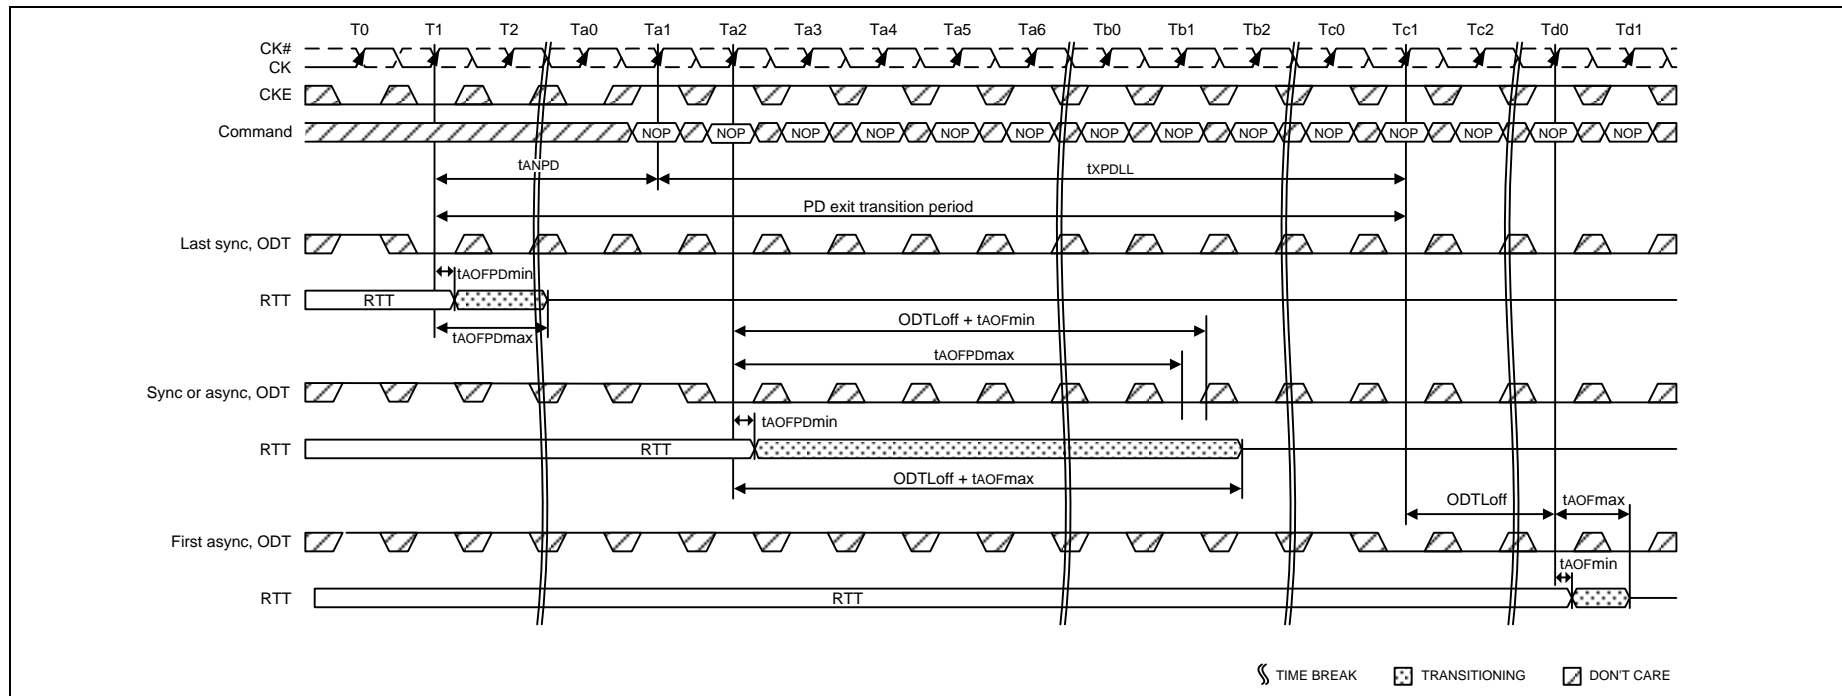 T0 T1 T2 Ta0 Ta1 Ta2 Ta3 Ta4 Ta5 Ta6 Tb0 Tb1 Tb2 Tc0 Tc1 Tc2 Td0 Td1
CK#
CK
CKE
Command NOP NOP NOP NOP NOP NOP NOP NOP NOP NOP NOP NOP NOP NOP
tANPD tXPDLL
PD exit transition period
Last sync, ODT
tAOFPDmin
RTT RTT
tAOFPDmax ODTLoff + tAOFmin
tAOFPDmax
Sync or async, ODT
tAOFPDmin
RTT RTT
ODTLoff + tAOFmax
ODTLoff tAOFmax
First async, ODT
tAOFmin
RTT RTT
TIME BREAK TRANSITIONING DON'T CARE